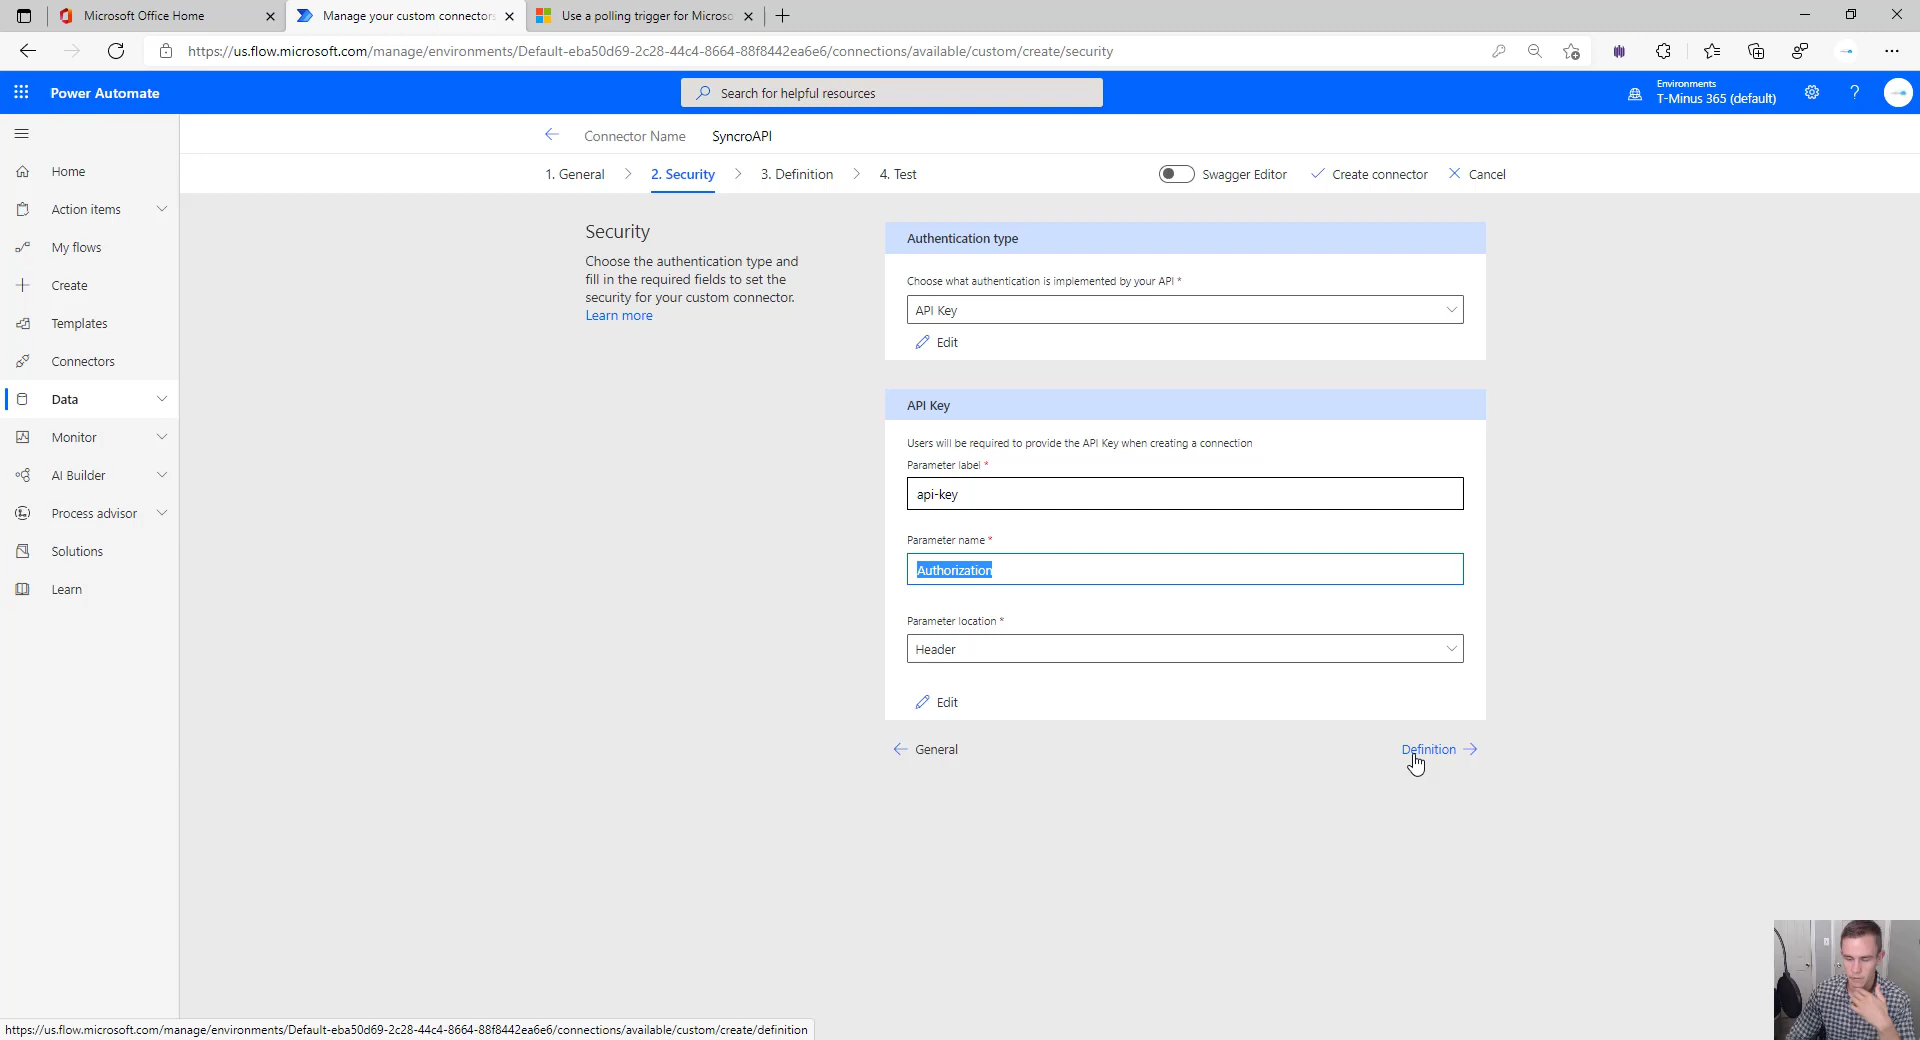 Microsoft Office Home
Manage your custom connectors
Use a polling trigger for Microso
https://us.flow.microsoft.com/manage/environments/Default-eba50d69-2c28-44c4-8664-88f8442ea6e6/connections/available/custom/create/security
Power Automate
Search for helpful resources
Environments
T-Minus 365 (default)
?
Connector Name
SyncroAPI
1. General
2. Security
3. Definition
4. Test
Swagger Editor
Create connector
Cancel
Home
Action items
My flows
Create
Templates
Connectors
Data
Monitor
AI Builder
Process advisor
Solutions
Learn
Security
Choose the authentication type and
fill in the required fields to set the
security for your custom connector.
Learn more
Authentication type
Choose what authentication is implemented by your API *
API Key
Edit
API Key
Users will be required to provide the API Key when creating a connection
Parameter label *
api-key
Parameter name *
Authorization
Parameter location *
Header
Edit
General
Definition
https://us.flow.microsoft.com/manage/environments/Default-eba50d69-2c28-44c4-8664-88f8442ea6e6/connections/available/custom/create/definition